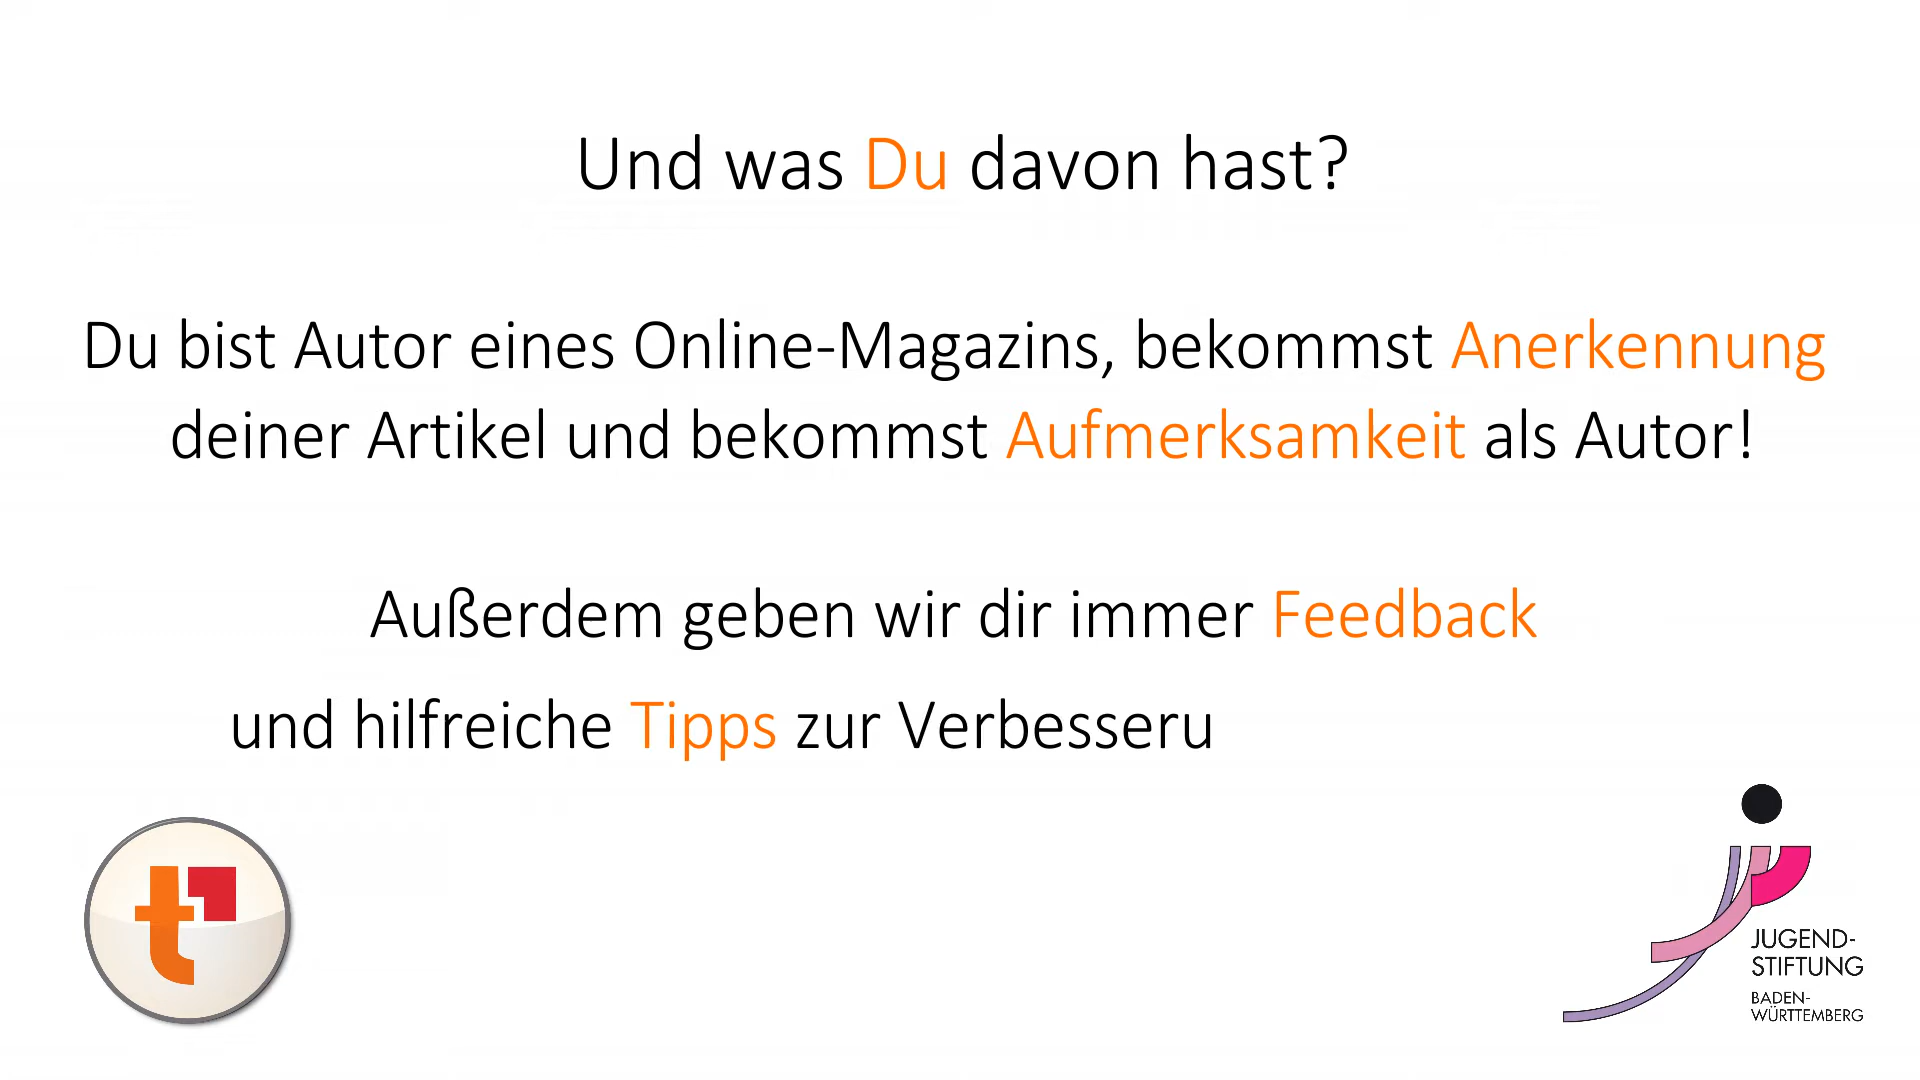 Und was Du davon hast?
Du bist Autor eines Online-Magazins, bekommst Anerkennung
deiner Artikel und bekommst Aufmerksamkeit als Autor!
Außerdem geben wir dir immer Feedback
und hilfreiche Tipps zur Verbesseru
t
JUGEND-
STIFTUNG
BADEN-
WÜRTTEMBERG